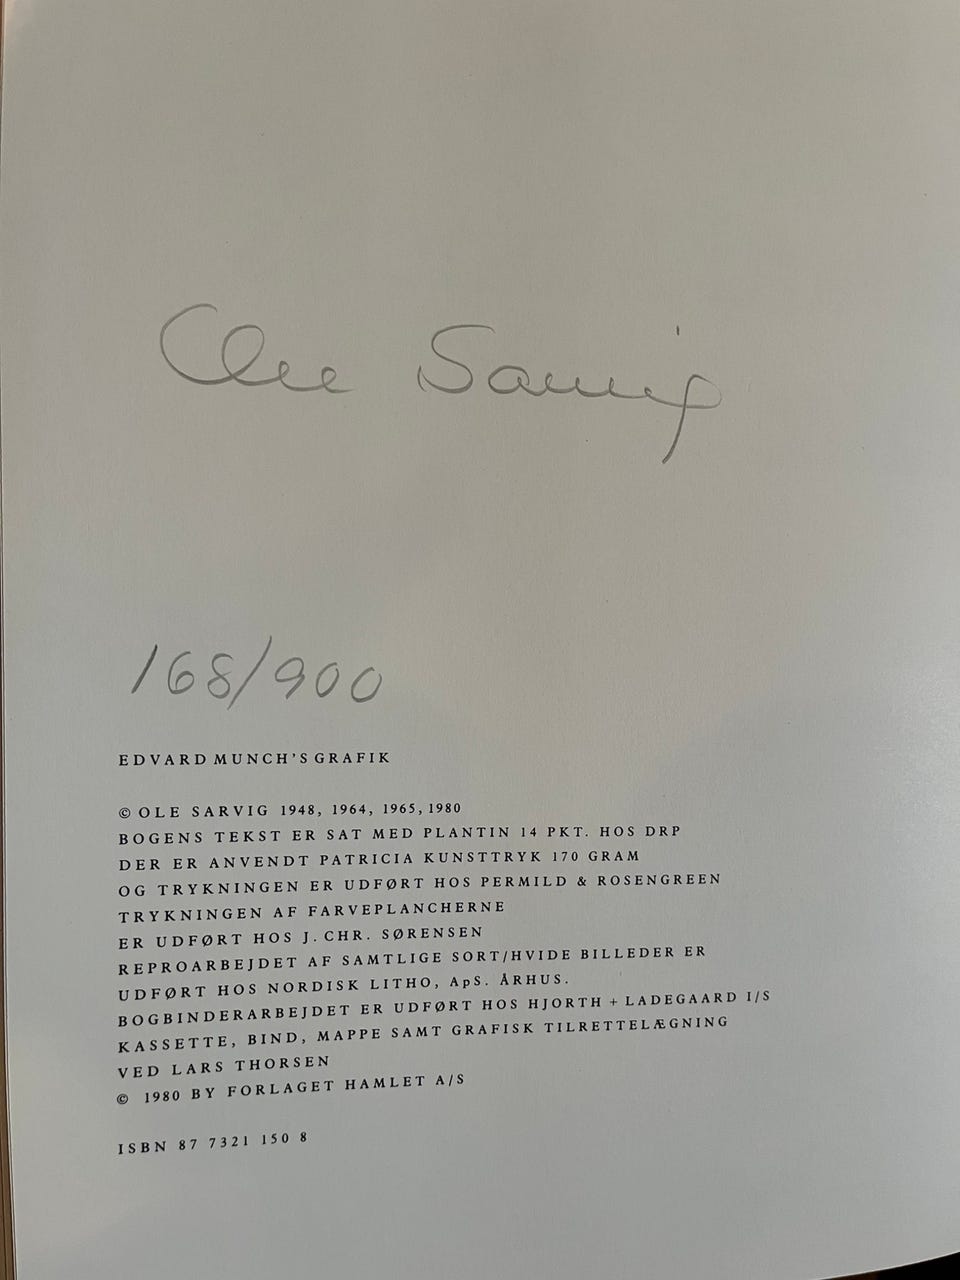 Ole Sarvig
168/900
EDVARD MUNCH'S GRAFIK
© OLE SARVIG 1948, 1964, 1965, 1980
BOGENS TEKST ER SAT MED PLANTIN 14 PKT. HOS DRP
DER ER ANVENDT PATRICIA KUNSTTRYK 170 GRAM
OG TRYKNINGEN ER UDFØRT HOS PERMILD & ROSENGREEN
TRYKNINGEN AF FARVEPLANCHERNE
ER UDFØRT HOS J. CHR. SØRENSEN
REPROARBEJDET AF SAMTLIGE SORT/HVIDE BILLEDER ER
UDFØRT HOS NORDISK LITHO, ApS. ÅRHUS.
BOGBINDERARBEJDET ER UDFØRT HOS HJORTH + LADEGAARD I/S
KASSETTE, BIND, MAPPE SAMT GRAFISK TILRETTELÆGNING
VED LARS THORSEN
© 1980 BY FORLAGET HAMLET A/S
ISBN 87 7321 150 8